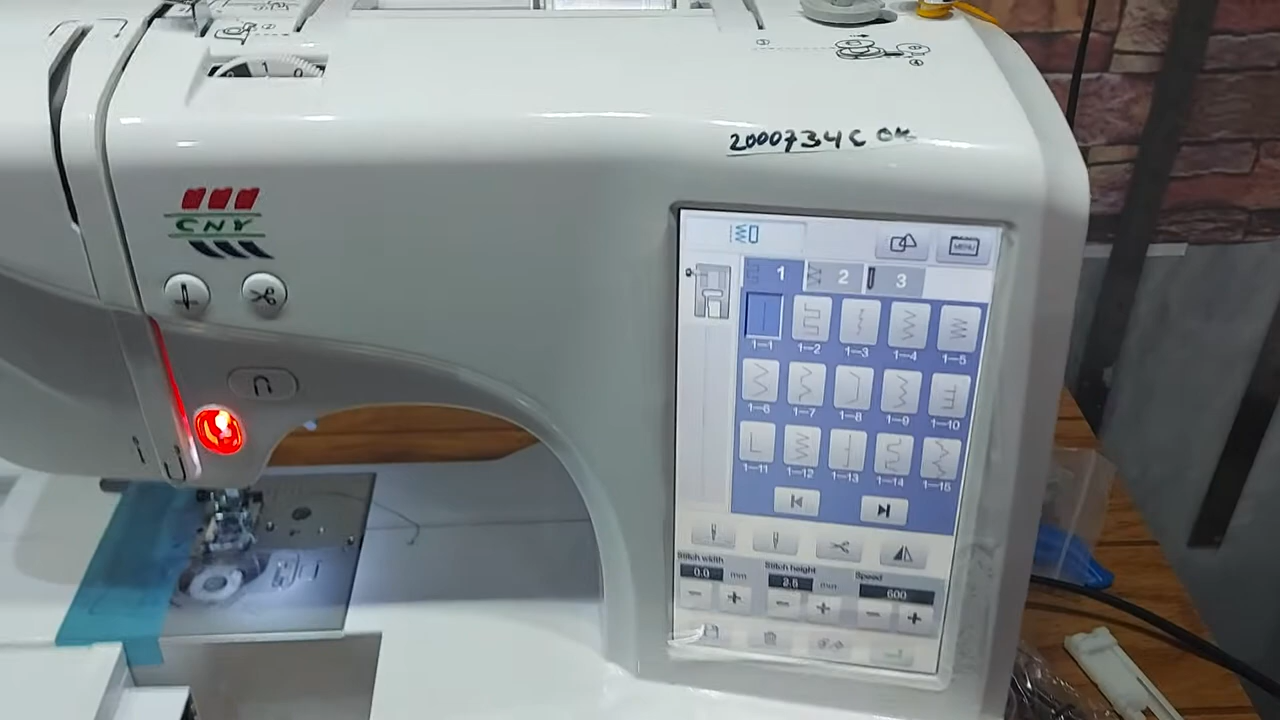 2000734C OK
CNY
MENU
1 2 3
1-1 1-2 1-3 1-4 1-5
1-6 1-7 1-8 1-9 1-10
1-11 1-12 1-13 1-14 1-15
Stitch width Stitch height Speed
0.0 mm 2.5 mm 600
- + - + - +